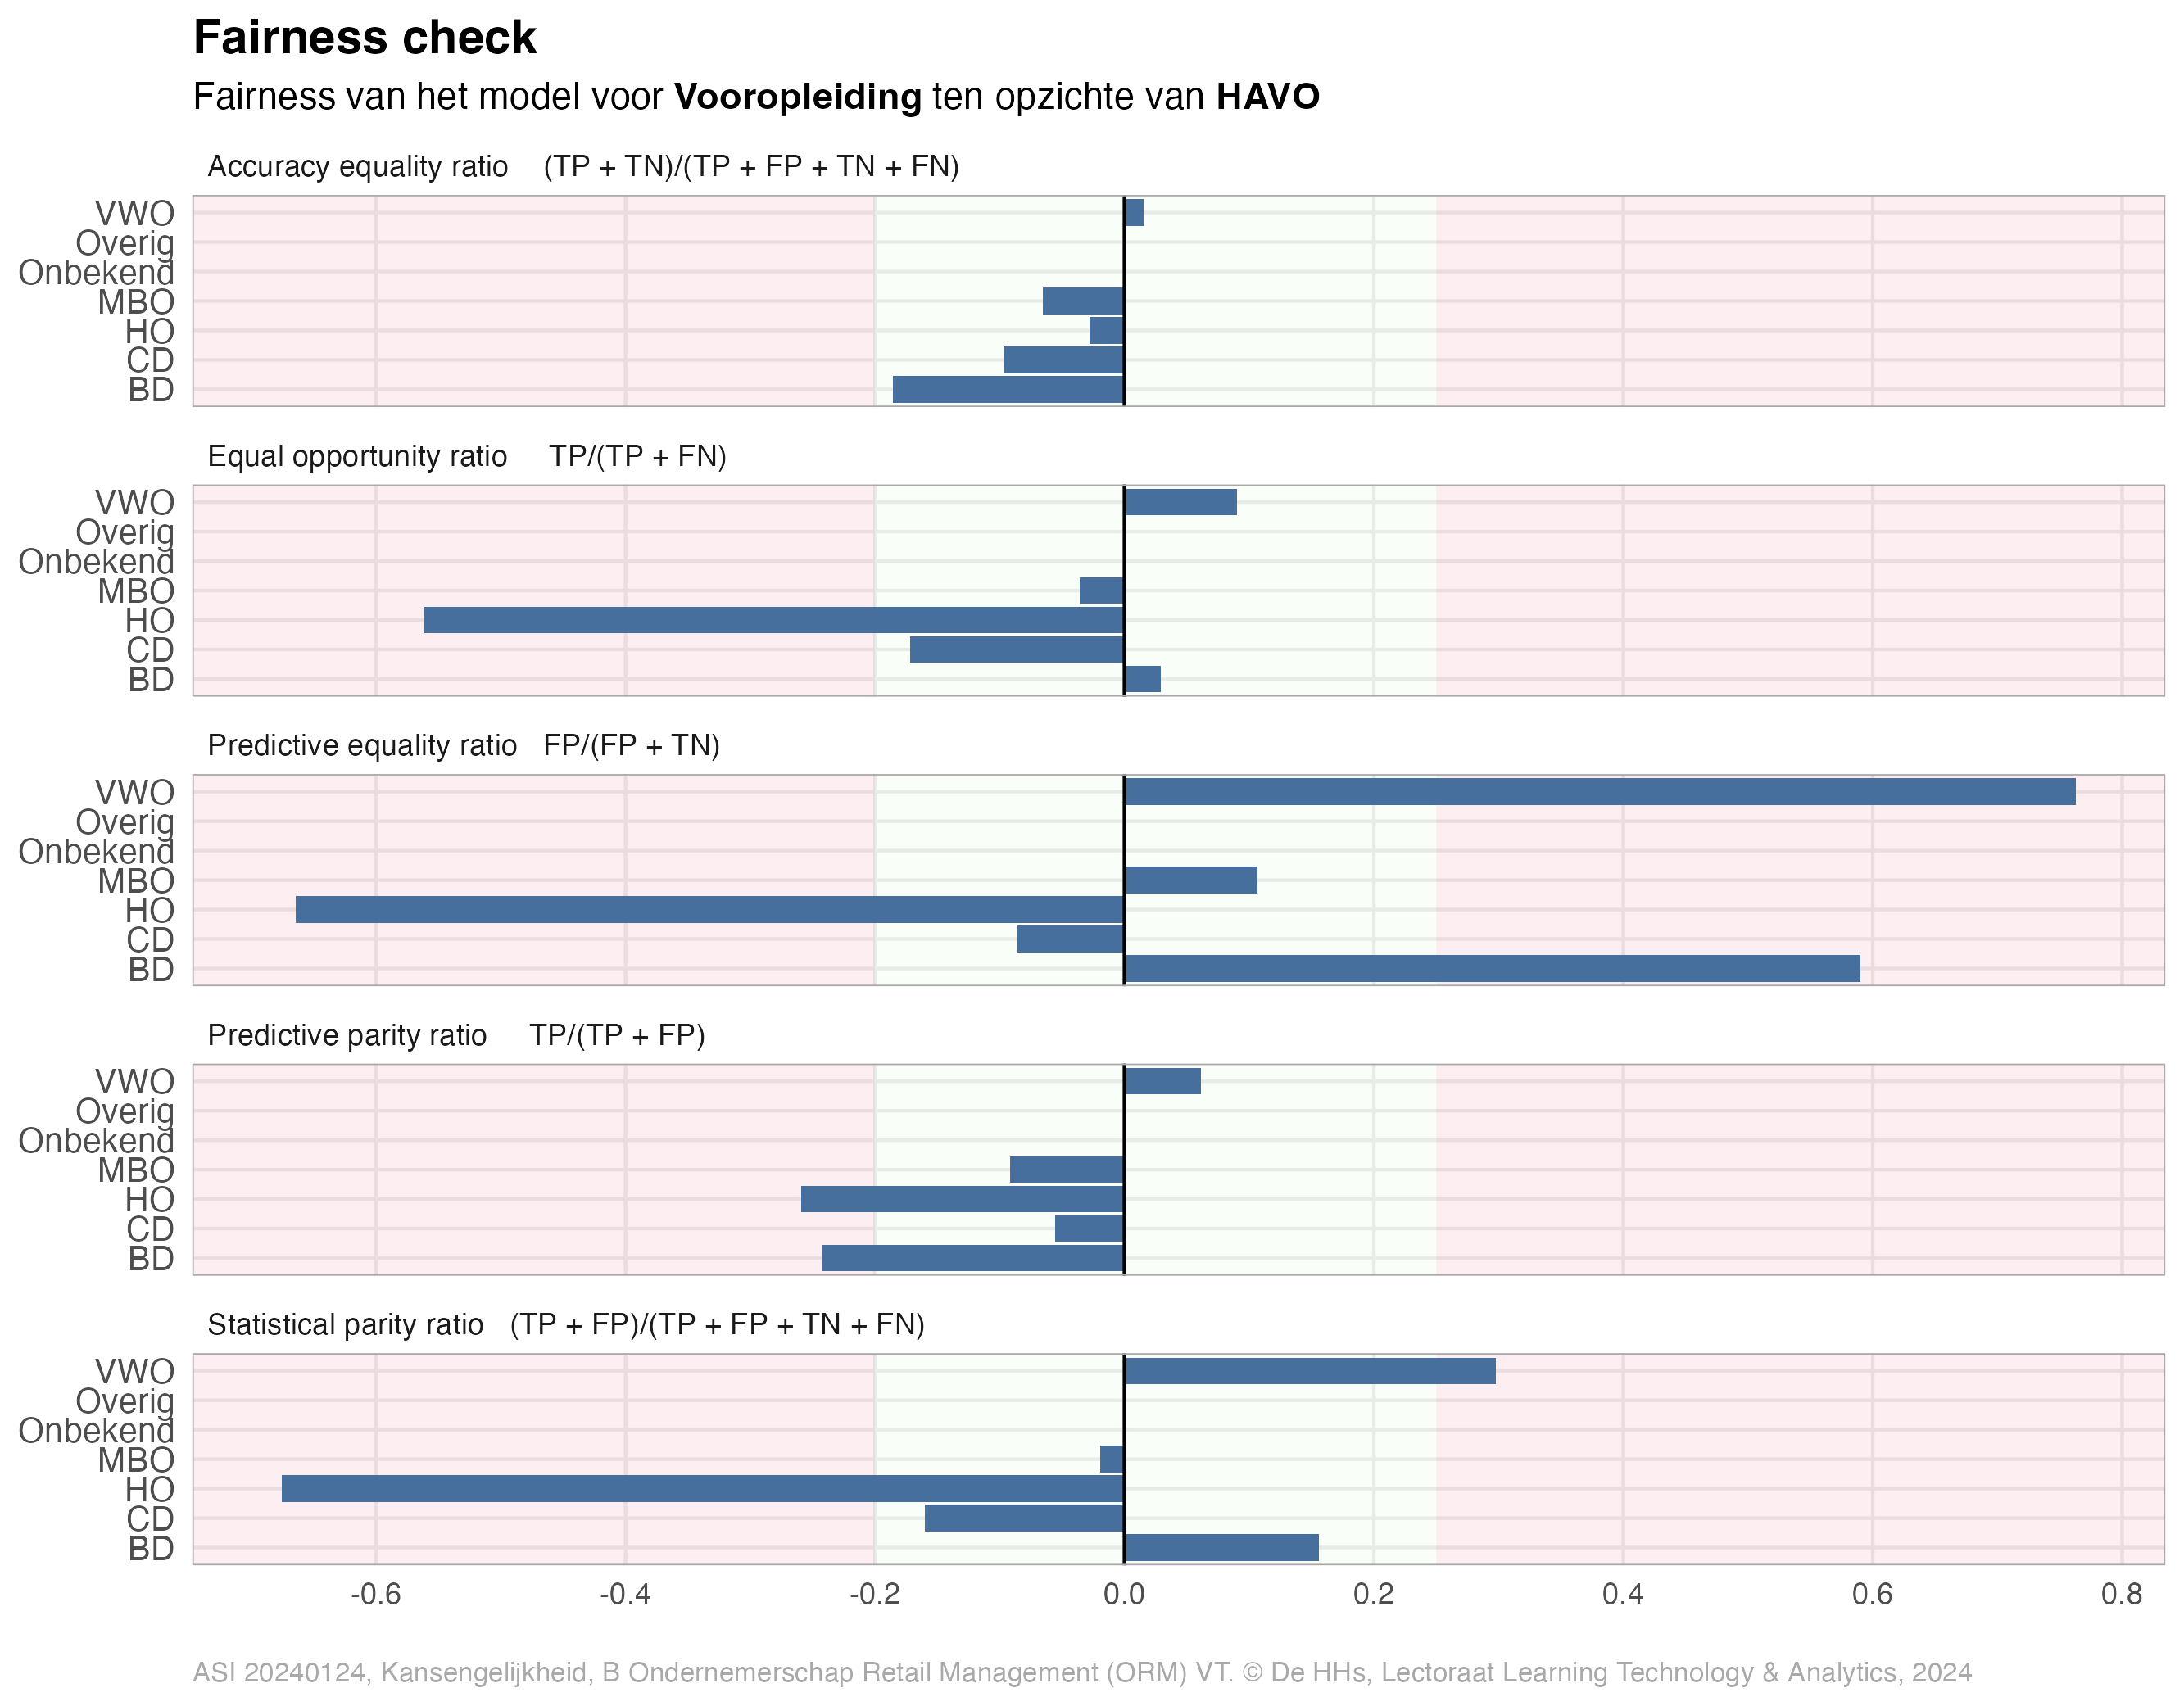 Fairness check
Fairness van het model voor Vooropleiding ten opzichte van HAVO
Accuracy equality ratio (TP + TN)/(TP + FP + TN + FN)
VWO
Overig
Onbekend
MBO
HO
CD
BD
Equal opportunity ratio TP/(TP + FN)
VWO
Overig
Onbekend
MBO
HO
CD
BD
Predictive equality ratio FP/(FP + TN)
VWO
Overig
Onbekend
MBO
HO
CD
BD
Predictive parity ratio TP/(TP + FP)
VWO
Overig
Onbekend
MBO
HO
CD
BD
Statistical parity ratio (TP + FP)/(TP + FP + TN + FN)
VWO
Overig
Onbekend
MBO
HO
CD
BD
-0.6 -0.4 -0.2 0.0 0.2 0.4 0.6 0.8
ASI 20240124, Kansengelijkheid, B Ondernemerschap Retail Management (ORM) VT. © De HHs, Lectoraat Learning Technology & Analytics, 2024